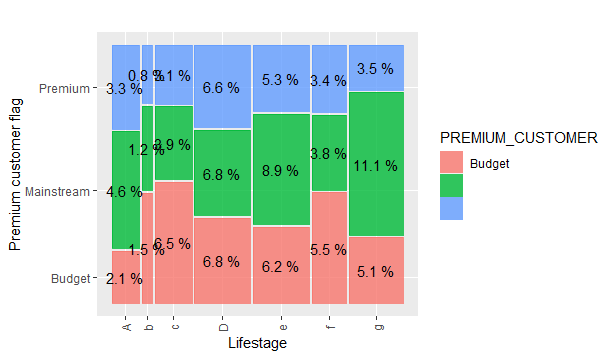 Premium customer flag
Premium
Mainstream
Budget
3.3 %
0.8 %
3.1 %
6.6 %
5.3 %
3.4 %
3.5 %
4.6 %
1.2 %
3.9 %
6.8 %
8.9 %
3.8 %
11.1 %
2.1 %
1.5 %
6.5 %
6.8 %
6.2 %
5.5 %
5.1 %
A
b
c
D
e
f
g
Lifestage
PREMIUM_CUSTOMER
Budget